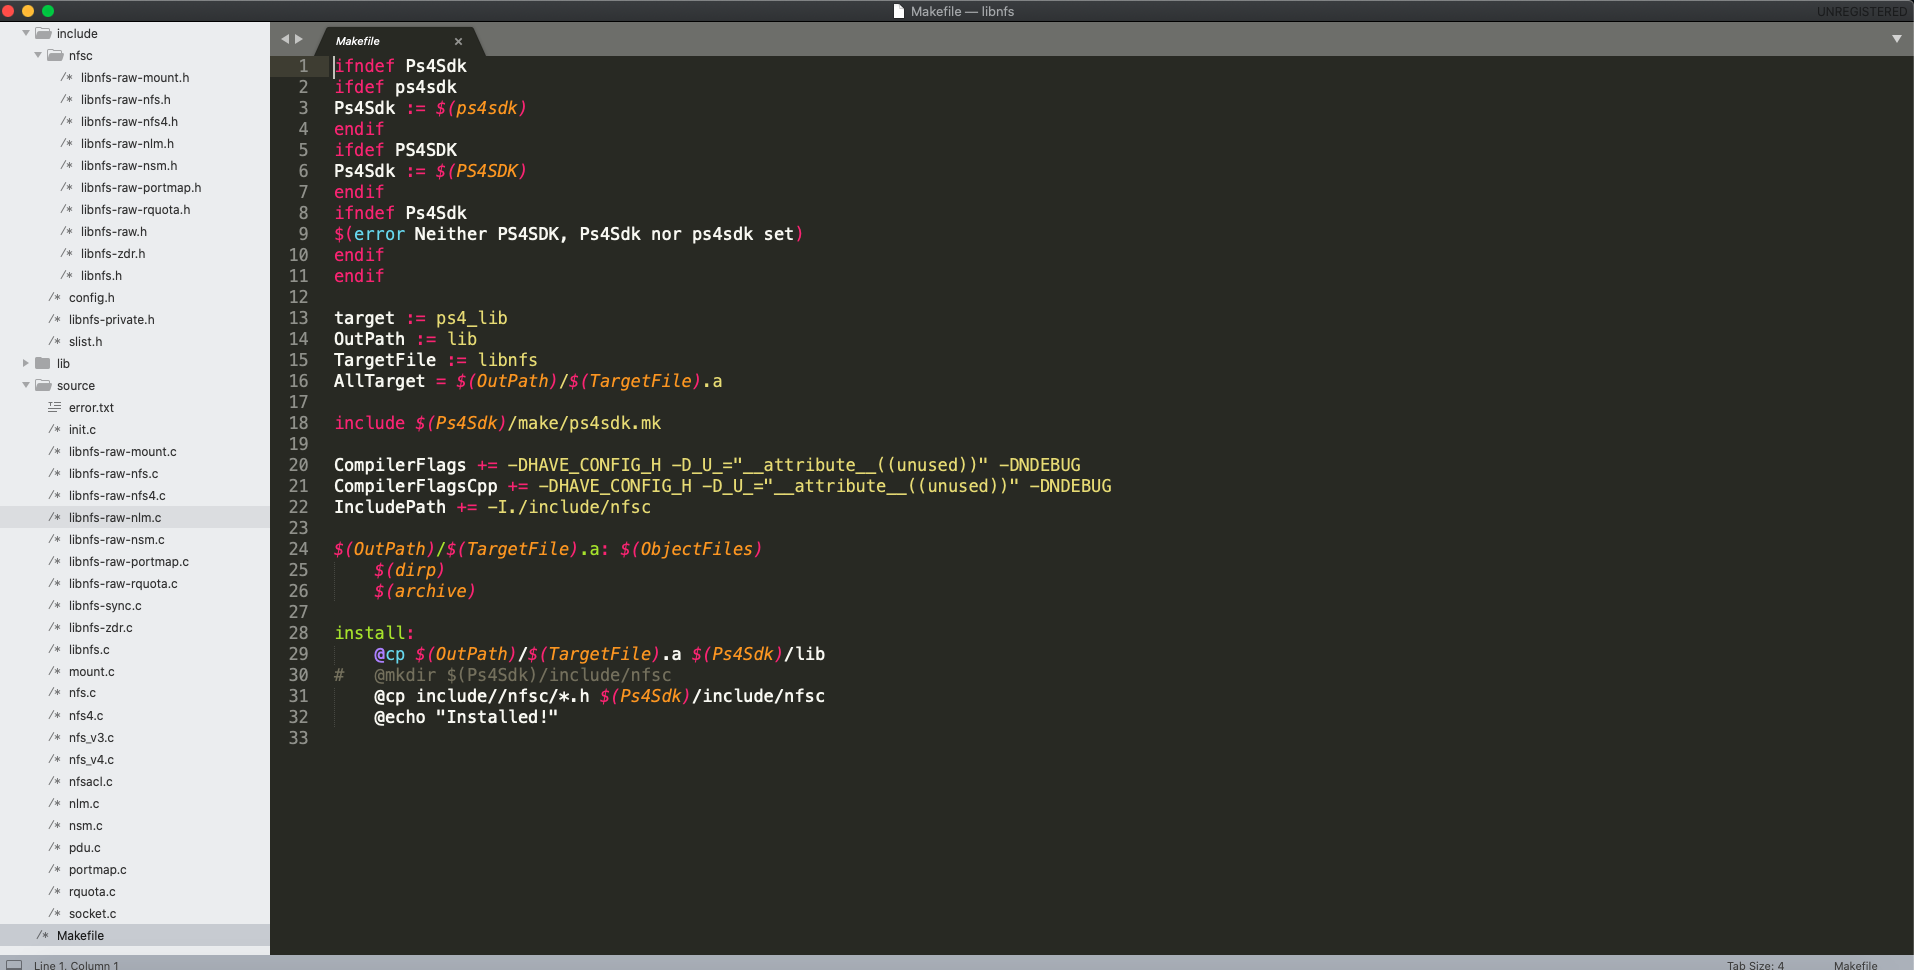 Makefile — libnfs
UNREGISTERED
include
nfsc
/* libnfs-raw-mount.h
/* libnfs-raw-nfs.h
/* libnfs-raw-nfs4.h
/* libnfs-raw-nlm.h
/* libnfs-raw-nsm.h
/* libnfs-raw-portmap.h
/* libnfs-raw-rquota.h
/* libnfs-raw.h
/* libnfs-zdr.h
/* libnfs.h
/* config.h
/* libnfs-private.h
/* slist.h
lib
source
error.txt
/* init.c
/* libnfs-raw-mount.c
/* libnfs-raw-nfs.c
/* libnfs-raw-nfs4.c
/* libnfs-raw-nlm.c
/* libnfs-raw-nsm.c
/* libnfs-raw-portmap.c
/* libnfs-raw-rquota.c
/* libnfs-sync.c
/* libnfs-zdr.c
/* libnfs.c
/* mount.c
/* nfs.c
/* nfs4.c
/* nfs_v3.c
/* nfs_v4.c
/* nfsacl.c
/* nlm.c
/* nsm.c
/* pdu.c
/* portmap.c
/* rquota.c
/* socket.c
/* Makefile
Makefile
1 ifndef Ps4Sdk
2 ifdef ps4sdk
3 Ps4Sdk := $(ps4sdk)
4 endif
5 ifdef PS4SDK
6 Ps4Sdk := $(PS4SDK)
7 endif
8 ifndef Ps4Sdk
9 $(error Neither PS4SDK, Ps4Sdk nor ps4sdk set)
10 endif
11 endif
12
13 target := ps4_lib
14 OutPath := lib
15 TargetFile := libnfs
16 AllTarget = $(OutPath)/$(TargetFile).a
17
18 include $(Ps4Sdk)/make/ps4sdk.mk
19
20 CompilerFlags += -DHAVE_CONFIG_H -D_U_="__attribute__((unused))" -DNDEBUG
21 CompilerFlagsCpp += -DHAVE_CONFIG_H -D_U_="__attribute__((unused))" -DNDEBUG
22 IncludePath += -I./include/nfsc
23
24 $(OutPath)/$(TargetFile).a: $(ObjectFiles)
25 $(dirp)
26 $(archive)
27
28 install:
29 @cp $(OutPath)/$(TargetFile).a $(Ps4Sdk)/lib
30 # @mkdir $(Ps4Sdk)/include/nfsc
31 @cp include//nfsc/*.h $(Ps4Sdk)/include/nfsc
32 @echo "Installed!"
33
Line 1, Column 1
Tab Size: 4
Makefile